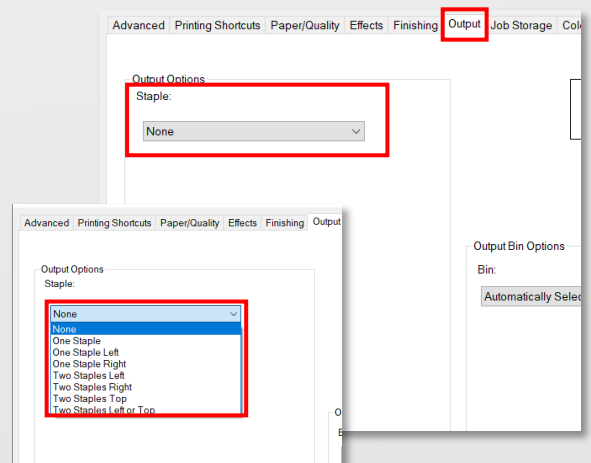 Advanced Printing Shortcuts Paper/Quality Effects Finishing Output Job Storage
Output Options
Staple:
None
Output Bin Options
Bin:
Automatically
Advanced Printing Shortcuts Paper/Quality Effects Finishing Output
Output Options
Staple:
None
None
One Staple
One Staple Left
One Staple Right
Two Staples Left
Two Staples Right
Two Staples Top
Two Staples Left or Top